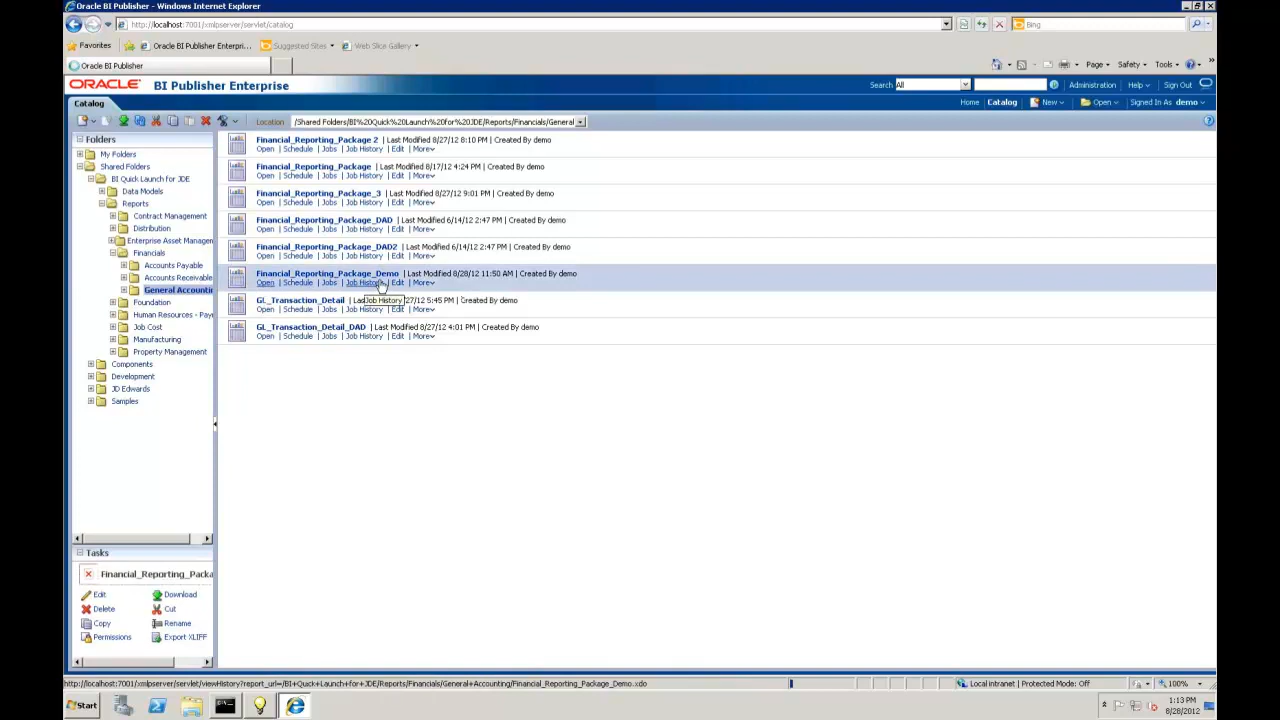 Oracle BI Publisher - Windows Internet Explorer
http://localhost:7001/xmlpserver/servlet/catalog
Bing
Favorites Oracle BI Publisher Enterpri... Suggested Sites Web Slice Gallery
Oracle BI Publisher
Page Safety Tools
ORACLE BI Publisher Enterprise
Search All Administration Help Sign Out
Catalog
Home Catalog New Open Signed In As demo
Location /Shared Folders/BI%20Quick%20Launch%20for%20JDE/Reports/Financials/General
Folders
My Folders
Shared Folders
BI Quick Launch for JDE
Data Models
Reports
Contract Management
Distribution
Enterprise Asset Manager
Financials
Accounts Payable
Accounts Receivable
General Accounti
Foundation
Human Resources - Pay
Job Cost
Manufacturing
Property Management
Components
Development
JD Edwards
Samples
Financial_Reporting_Package 2 | Last Modified 8/27/12 8:10 PM | Created By demo
Open | Schedule | Jobs | Job History | Edit | More
Financial_Reporting_Package | Last Modified 8/17/12 4:24 PM | Created By demo
Open | Schedule | Jobs | Job History | Edit | More
Financial_Reporting_Package_3 | Last Modified 8/27/12 9:01 PM | Created By demo
Open | Schedule | Jobs | Job History | Edit | More
Financial_Reporting_Package_DAD | Last Modified 6/14/12 2:47 PM | Created By demo
Open | Schedule | Jobs | Job History | Edit | More
Financial_Reporting_Package_DAD2 | Last Modified 6/14/12 2:47 PM | Created By demo
Open | Schedule | Jobs | Job History | Edit | More
Financial_Reporting_Package_Demo | Last Modified 8/28/12 11:50 AM | Created By demo
Open | Schedule | Jobs | Job History | Edit | More
GL_Transaction_Detail | Las Job History /27/12 5:45 PM | Created By demo
Open | Schedule | Jobs | Job History | Edit | More
GL_Transaction_Detail_DAD | Last Modified 8/27/12 4:01 PM | Created By demo
Open | Schedule | Jobs | Job History | Edit | More
Tasks
Financial_Reporting_Packa
Edit Download
Delete Cut
Copy Rename
Permissions Export XLIFF
http://localhost:7001/xmlpserver/servlet/viewHistory?report_url=/BI+Quick+Launch+for+JDE/Reports/Financials/General+Accounting/Financial_Reporting_Package_Demo.xdo
Local intranet | Protected Mode: Off
100%
Start
1:13 PM
8/28/2012